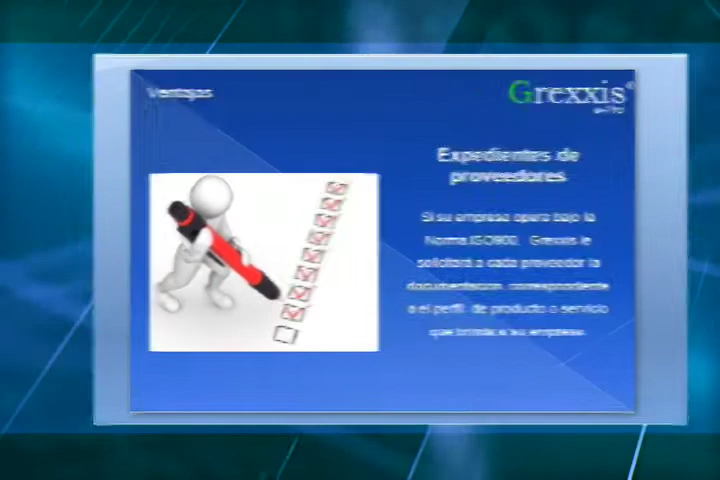 Ventajas
Grexxis
Expedientes de
proveedores
Si su empresa opera bajo la
Norma ISO900, Grexxis le
solicitará a cada proveedor la
documentacion correspondiente
a el perfil de producto o servicio
que brinda a su empresa.